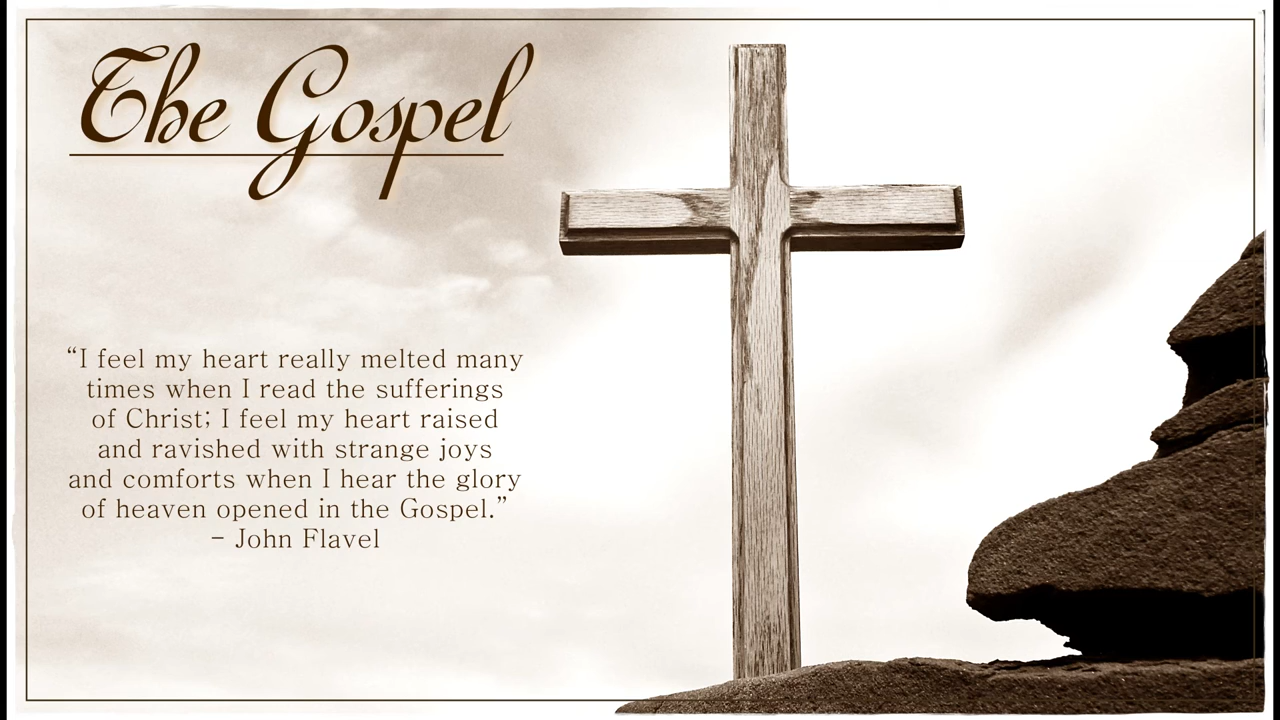 The Gospel
“I feel my heart really melted many
times when I read the sufferings
of Christ; I feel my heart raised
and ravished with strange joys
and comforts when I hear the glory
of heaven opened in the Gospel.”
– John Flavel